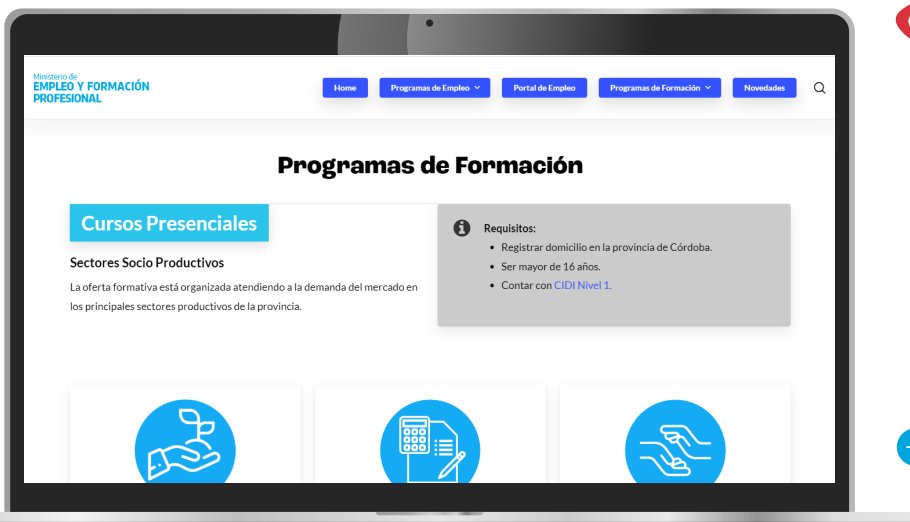 Ministerio de
EMPLEO Y FORMACIÓN
PROFESIONAL
Home
Programas de Empleo
Portal de Empleo
Programas de Formación
Novedades
Programas de Formación
Cursos Presenciales
Sectores Socio Productivos
La oferta formativa está organizada atendiendo a la demanda del mercado en
los principales sectores productivos de la provincia.
Requisitos:
• Registrar domicilio en la provincia de Córdoba.
• Ser mayor de 16 años.
• Contar con CIDI Nivel 1.